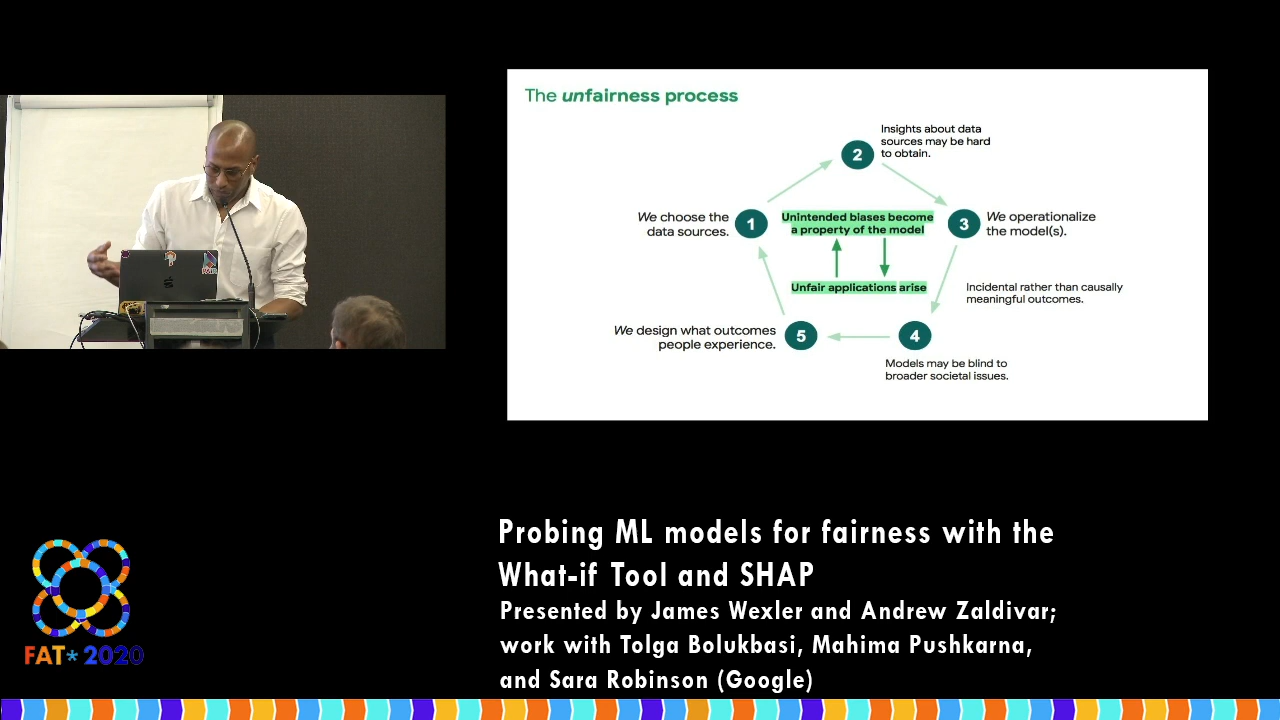 The unfairness process
Insights about data
sources may be hard
to obtain.
2
We choose the
data sources.
1
Unintended biases become
a property of the model
3
We operationalize
the model(s).
Unfair applications arise
Incidental rather than causally
meaningful outcomes.
We design what outcomes
people experience.
5
4
Models may be blind to
broader societal issues.
Probing ML models for fairness with the
What-if Tool and SHAP
Presented by James Wexler and Andrew Zaldivar;
work with Tolga Bolukbasi, Mahima Pushkarna,
and Sara Robinson (Google)
FAT* 2020